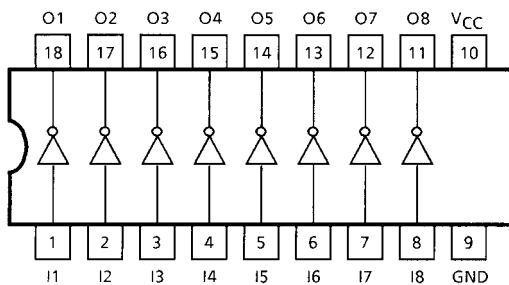 O1 O2 O3 O4 O5 O6 O7 O8 VCC
18 17 16 15 14 13 12 11 10
1 2 3 4 5 6 7 8 9
I1 I2 I3 I4 I5 I6 I7 I8 GND